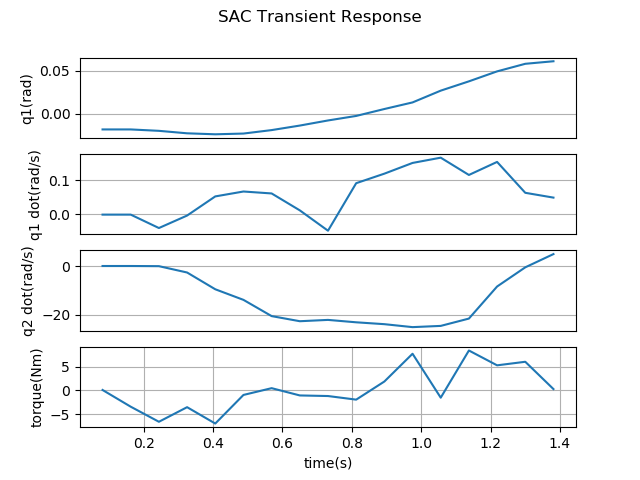 SAC Transient Response
0.05
0.00
q1(rad)
0.1
0.0
q1 dot(rad/s)
0
−20
q2 dot(rad/s)
5
0
−5
torque(Nm)
0.2 0.4 0.6 0.8 1.0 1.2 1.4
time(s)